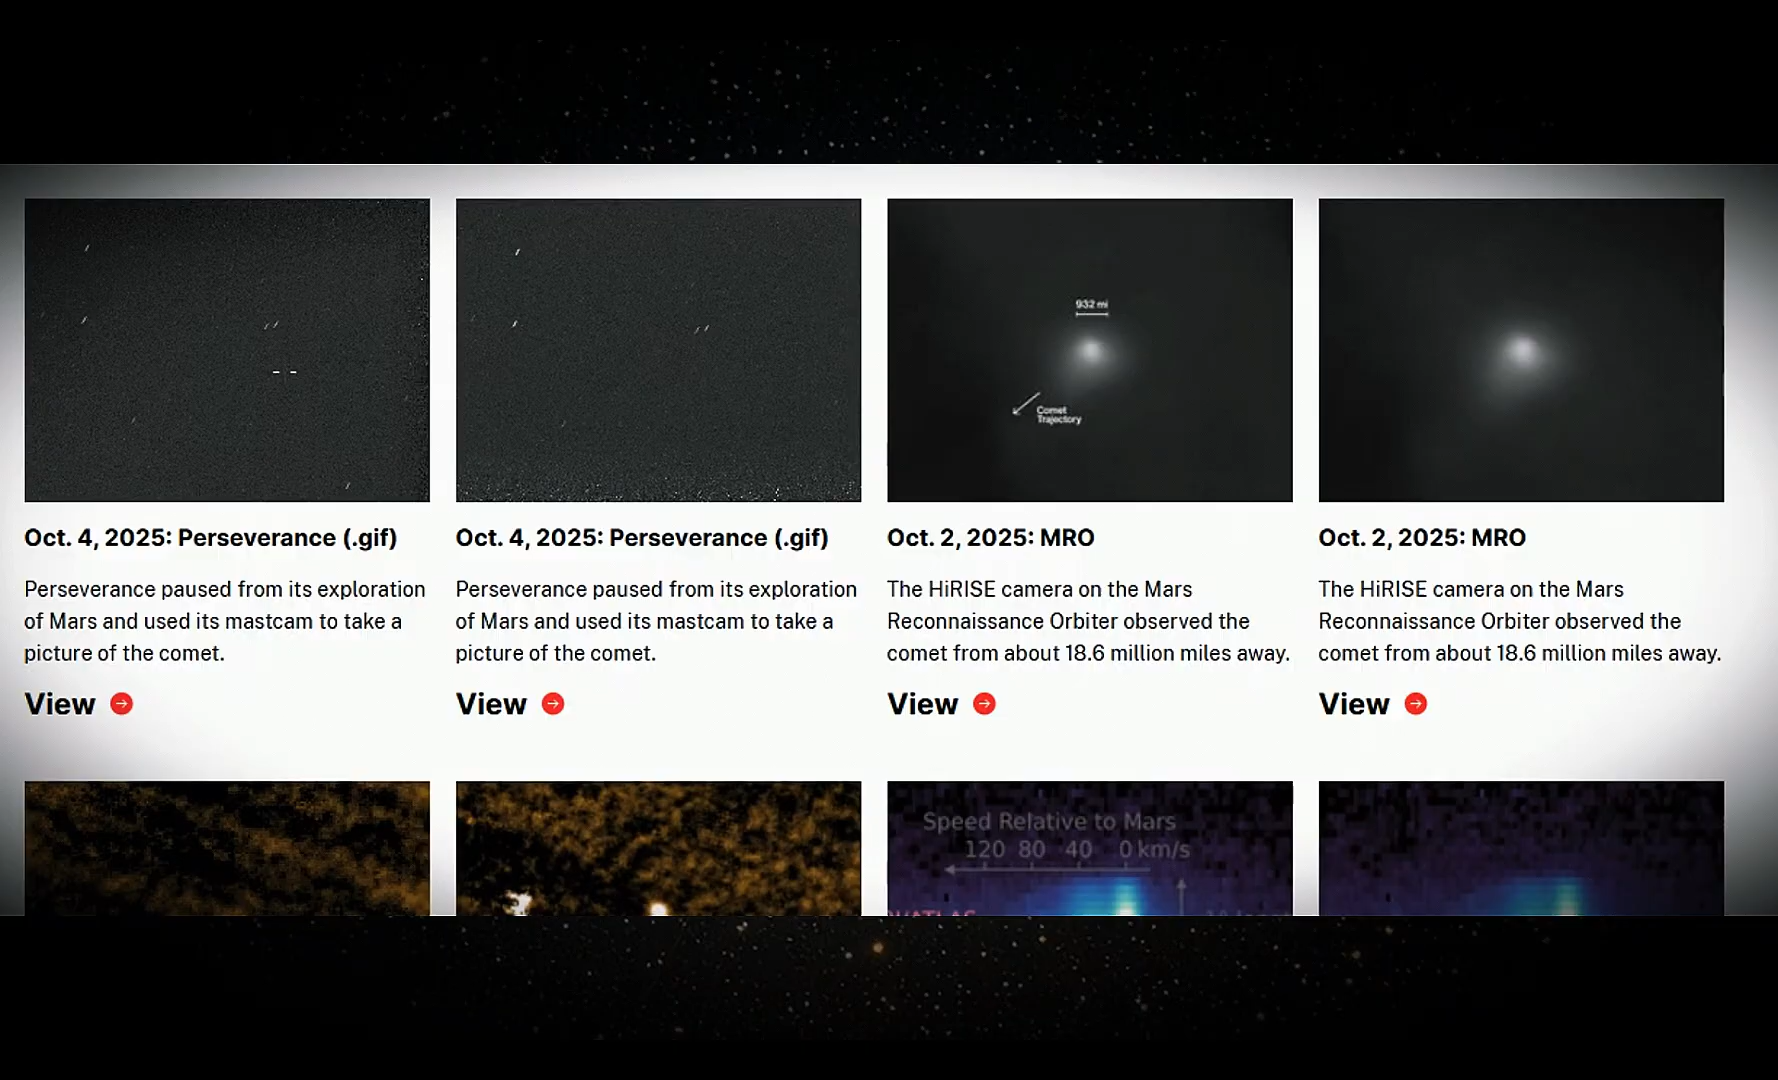 932 mi
Comet
Trajectory
Oct. 4, 2025: Perseverance (.gif)
Perseverance paused from its exploration
of Mars and used its mastcam to take a
picture of the comet.
View
Oct. 4, 2025: Perseverance (.gif)
Perseverance paused from its exploration
of Mars and used its mastcam to take a
picture of the comet.
View
Oct. 2, 2025: MRO
The HiRISE camera on the Mars
Reconnaissance Orbiter observed the
comet from about 18.6 million miles away.
View
Oct. 2, 2025: MRO
The HiRISE camera on the Mars
Reconnaissance Orbiter observed the
comet from about 18.6 million miles away.
View
Speed Relative to Mars
120 80 40 0 km/s